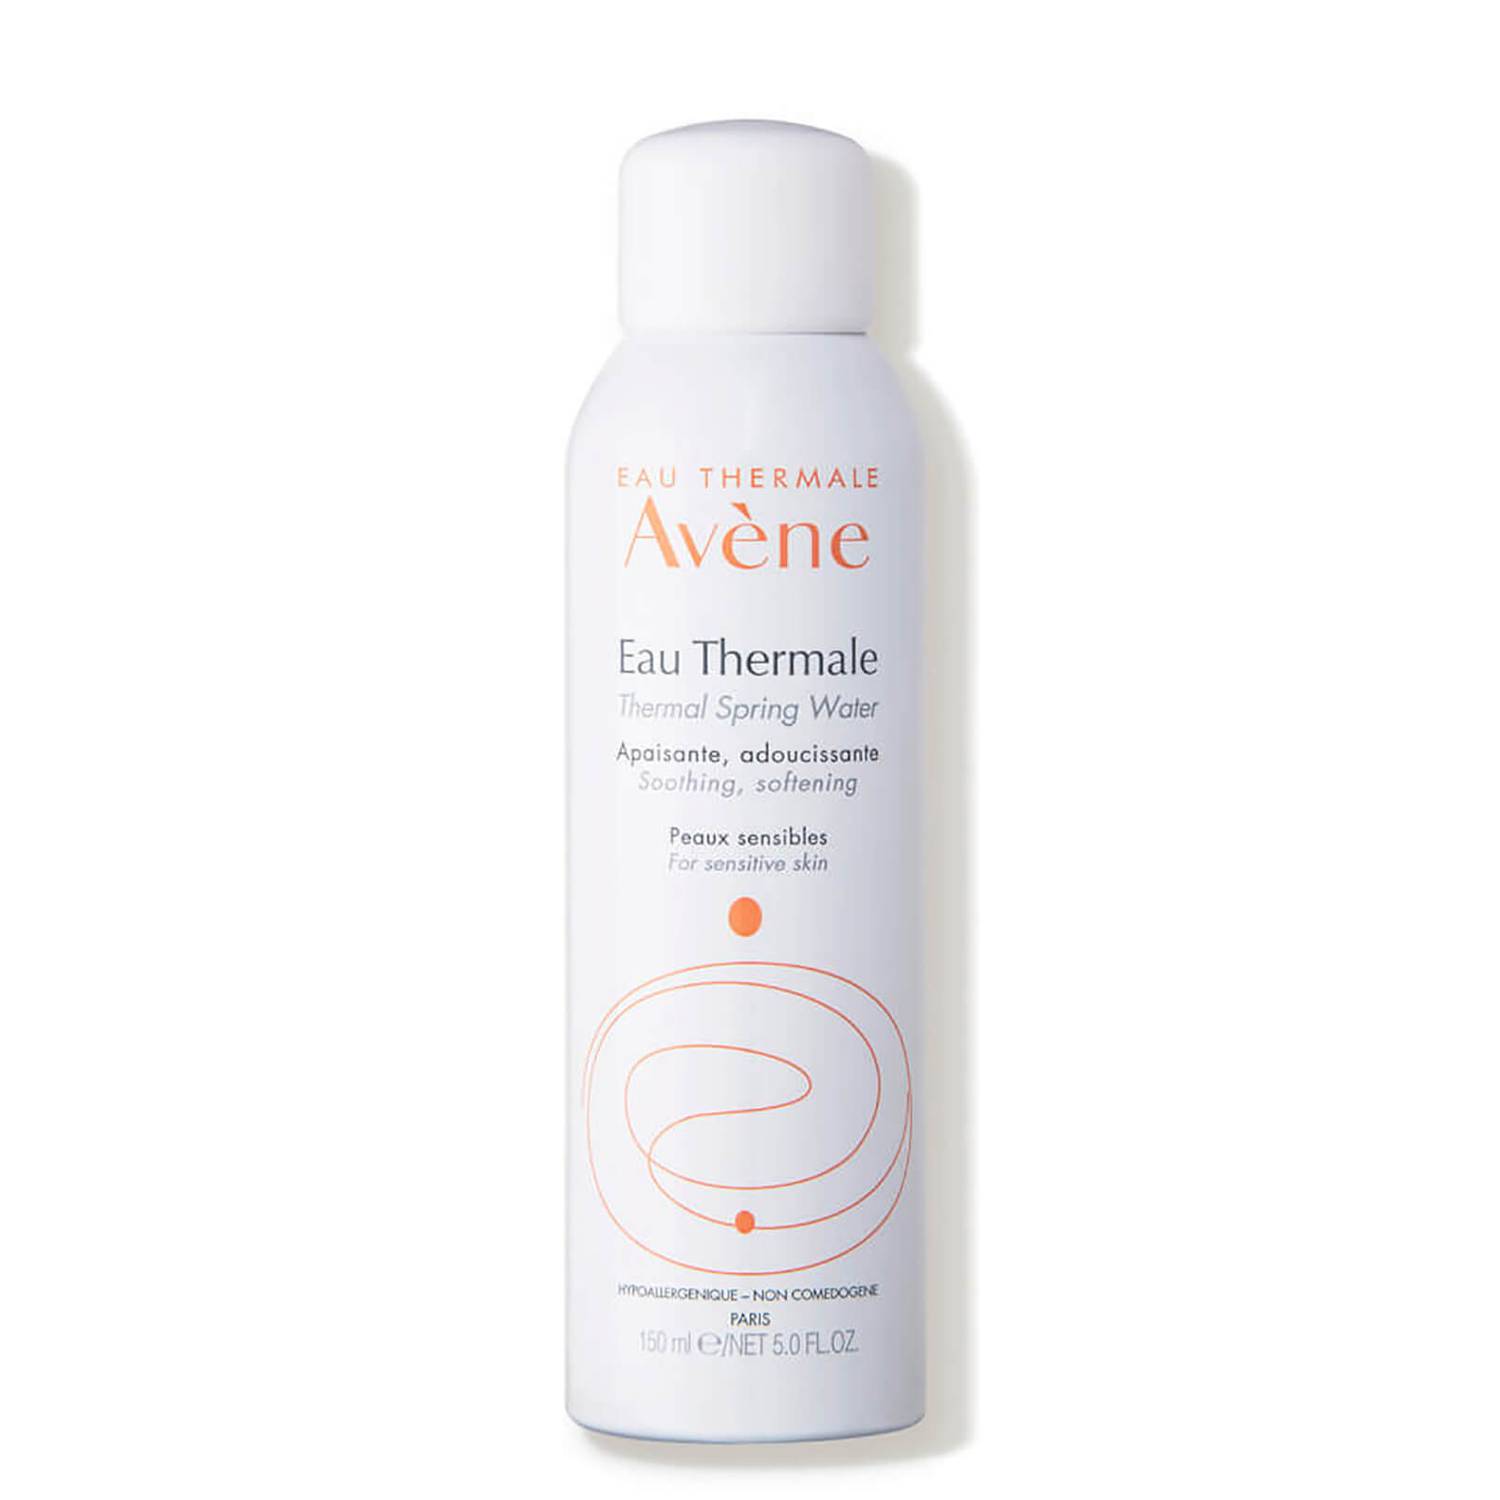 EAU THERMALE
Avène
Eau Thermale
Thermal Spring Water
Apaisante, adoucissante
Soothing, softening
Peaux sensibles
For sensitive skin
HYPOALLERGENIQUE – NON COMEDOGENE
PARIS
150 ml ℮/NET 5.0 FL.OZ.